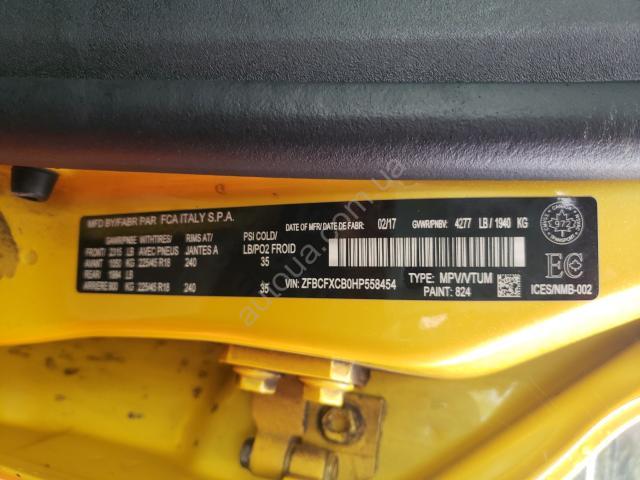 MFD BY/FABR PAR FCA ITALY S.P.A.
DATE OF MFR/DATE DE FABR: 02/17 GVWR/PNBV: 4277 LB / 1940 KG
GAWR/PNBE WITH TIRES/ RIMS AT/ PSI COLD/
AVEC PNEUS JANTES A LB/PO2 FROID
FRONT/ 2315 LB
AVANT 1050 KG 225/45 R18 240 35
REAR/ 1984 LB
ARRIERE 900 KG 225/45 R18 240 35
VIN: ZFBCFXCB0HP558454
TYPE: MPV/VTUM
PAINT: 824
CANADA
972
TRANSPORT
ICES/NMB-002
autoua.com.ua